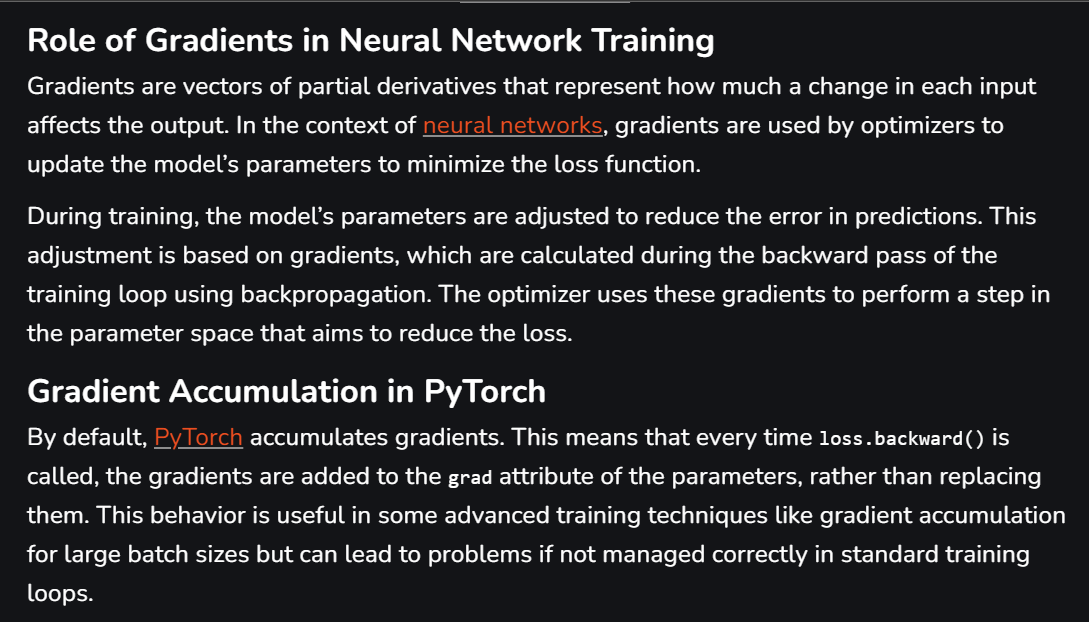 Role of Gradients in Neural Network Training
Gradients are vectors of partial derivatives that represent how much a change in each input
affects the output. In the context of neural networks, gradients are used by optimizers to
update the model’s parameters to minimize the loss function.
During training, the model’s parameters are adjusted to reduce the error in predictions. This
adjustment is based on gradients, which are calculated during the backward pass of the
training loop using backpropagation. The optimizer uses these gradients to perform a step in
the parameter space that aims to reduce the loss.
Gradient Accumulation in PyTorch
By default, PyTorch accumulates gradients. This means that every time loss.backward() is
called, the gradients are added to the grad attribute of the parameters, rather than replacing
them. This behavior is useful in some advanced training techniques like gradient accumulation
for large batch sizes but can lead to problems if not managed correctly in standard training
loops.